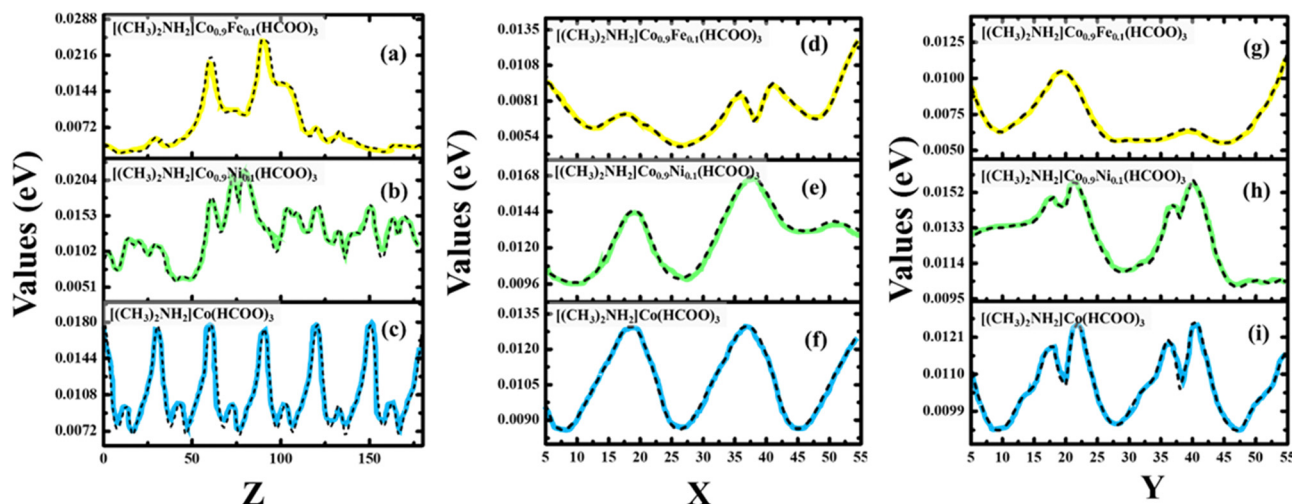 Values (eV)
[(CH3)2NH2]Co0.9Fe0.1(HCOO)3
(a)
0.0288
0.0216
0.0144
0.0072
[(CH3)2NH2]Co0.9Ni0.1(HCOO)3
(b)
0.0204
0.0153
0.0102
0.0051
[(CH3)2NH2]Co(HCOO)3
(c)
0.0180
0.0144
0.0108
0.0072
0 50 100 150
Z
Values (eV)
[(CH3)2NH2]Co0.9Fe0.1(HCOO)3
(d)
0.0135
0.0108
0.0081
0.0054
[(CH3)2NH2]Co0.9Ni0.1(HCOO)3
(e)
0.0168
0.0144
0.0120
0.0096
[(CH3)2NH2]Co(HCOO)3
(f)
0.0135
0.0120
0.0105
0.0090
5 10 15 20 25 30 35 40 45 50 55
X
Values (eV)
[(CH3)2NH2]Co0.9Fe0.1(HCOO)3
(g)
0.0125
0.0100
0.0075
0.0050
[(CH3)2NH2]Co0.9Ni0.1(HCOO)3
(h)
0.0152
0.0133
0.0114
0.0095
[(CH3)2NH2]Co(HCOO)3
(i)
0.0121
0.0110
0.0099
5 10 15 20 25 30 35 40 45 50 55
Y